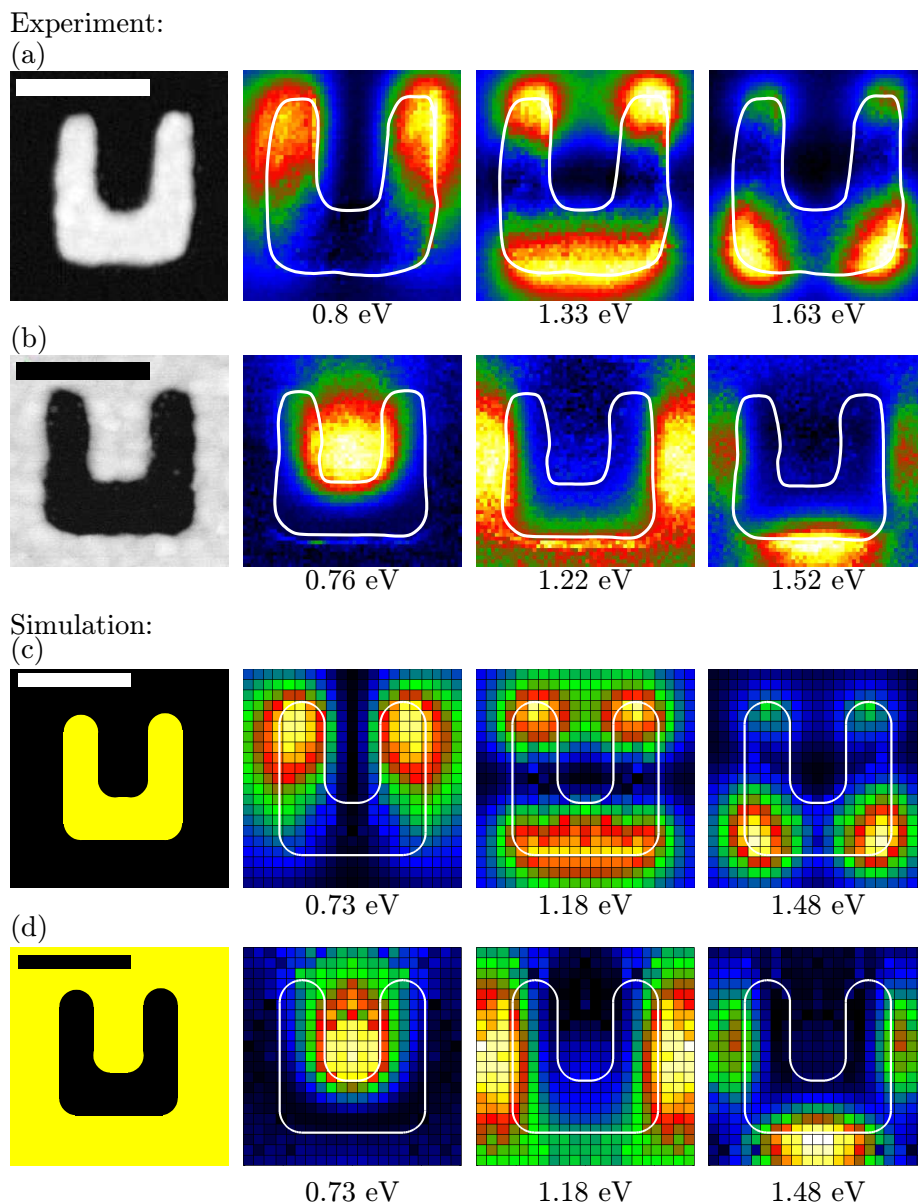 Experiment:
(a)
0.8 eV 1.33 eV 1.63 eV
(b)
0.76 eV 1.22 eV 1.52 eV
Simulation:
(c)
0.73 eV 1.18 eV 1.48 eV
(d)
0.73 eV 1.18 eV 1.48 eV